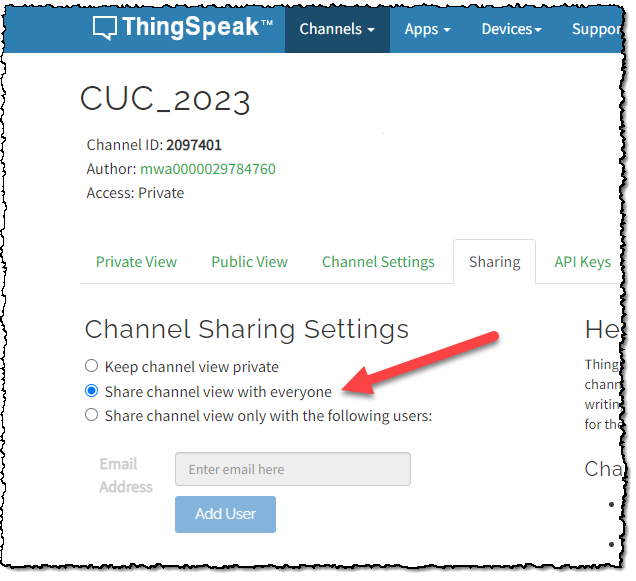 ThingSpeak™ Channels Apps Devices Suppor
CUC_2023
Channel ID: 2097401
Author: mwa0000029784760
Access: Private
Private View Public View Channel Settings Sharing API Keys
Channel Sharing Settings
Keep channel view private
Share channel view with everyone
Share channel view only with the following users:
Email
Address
Enter email here
Add User
He
Thing
chann
writin
for the
Cha